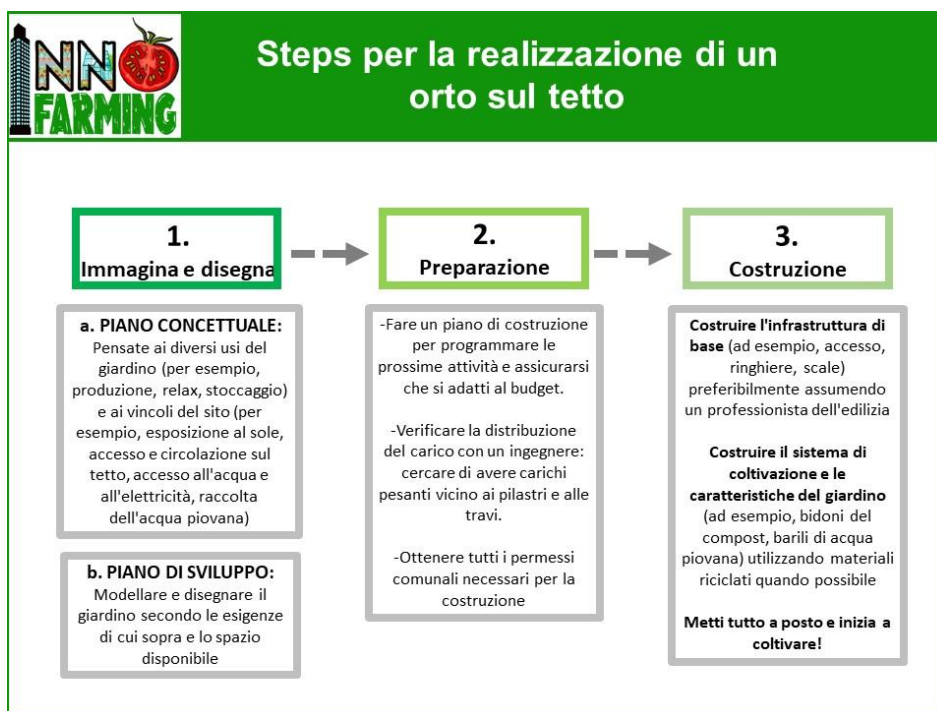 INNO
FARMING
Steps per la realizzazione di un
orto sul tetto
1.
Immagina e disegna
a. PIANO CONCETTUALE:
Pensate ai diversi usi del
giardino (per esempio,
produzione, relax, stoccaggio)
e ai vincoli del sito (per
esempio, esposizione al sole,
accesso e circolazione sul
tetto, accesso all'acqua e
all'elettricità, raccolta
dell'acqua piovana)
b. PIANO DI SVILUPPO:
Modellare e disegnare il
giardino secondo le esigenze
di cui sopra e lo spazio
disponibile
2.
Preparazione
-Fare un piano di costruzione
per programmare le
prossime attività e assicurarsi
che si adatti al budget.
-Verificare la distribuzione
del carico con un ingegnere:
cercare di avere carichi
pesanti vicino ai pilastri e alle
travi.
-Ottenere tutti i permessi
comunali necessari per la
costruzione
3.
Costruzione
Costruire l'infrastruttura di
base (ad esempio, accesso,
ringhiere, scale)
preferibilmente assumendo
un professionista dell'edilizia
Costruire il sistema di
coltivazione e le
caratteristiche del giardino
(ad esempio, bidoni del
compost, barili di acqua
piovana) utilizzando materiali
riciclati quando possibile
Metti tutto a posto e inizia a
coltivare!